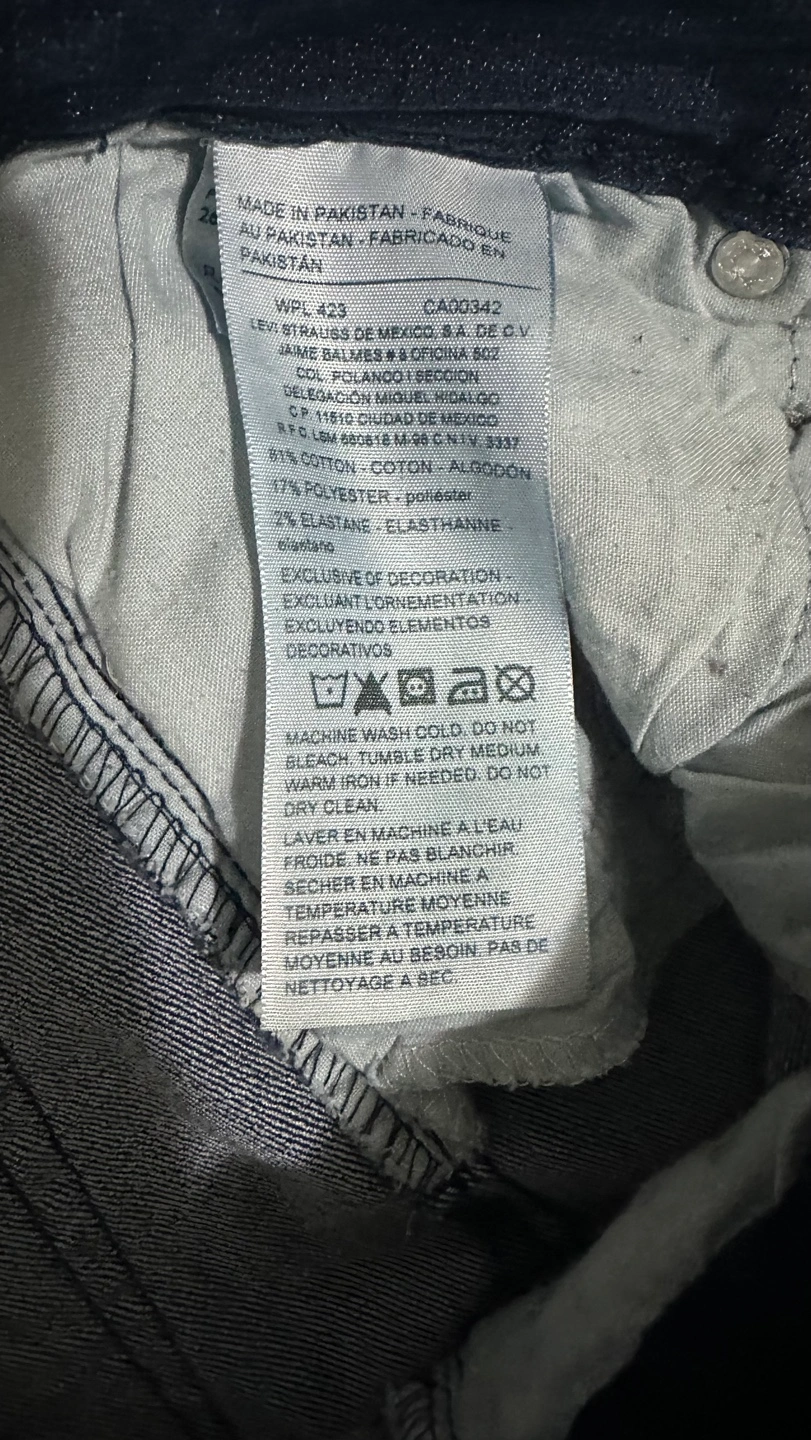 MADE IN PAKISTAN - FABRIQUE
AU PAKISTAN - FABRICADO EN
PAKISTÁN
WPL 423 CA00342
LEVI STRAUSS DE MEXICO, S.A. DE C.V.
JAIME BALMES # 8 OFICINA 602
COL. POLANCO I SECCION
DELEGACIÓN MIGUEL HIDALGO
C.P. 11510 CIUDAD DE MEXICO
R.F.C. LSM C.N.I.V. 3337
81% COTTON - COTON - ALGODÓN
17% POLYESTER - poliéster
2% ELASTANE - ELASTHANNE -
elastano
EXCLUSIVE OF DECORATION -
EXCLUANT L'ORNEMENTATION -
EXCLUYENDO ELEMENTOS
DECORATIVOS
MACHINE WASH COLD. DO NOT
BLEACH. TUMBLE DRY MEDIUM.
WARM IRON IF NEEDED. DO NOT
DRY CLEAN.
LAVER EN MACHINE A L'EAU
FROIDE. NE PAS BLANCHIR.
SECHER EN MACHINE A
TEMPERATURE MOYENNE
REPASSER A TEMPERATURE
MOYENNE AU BESOIN. PAS DE
NETTOYAGE A SEC.